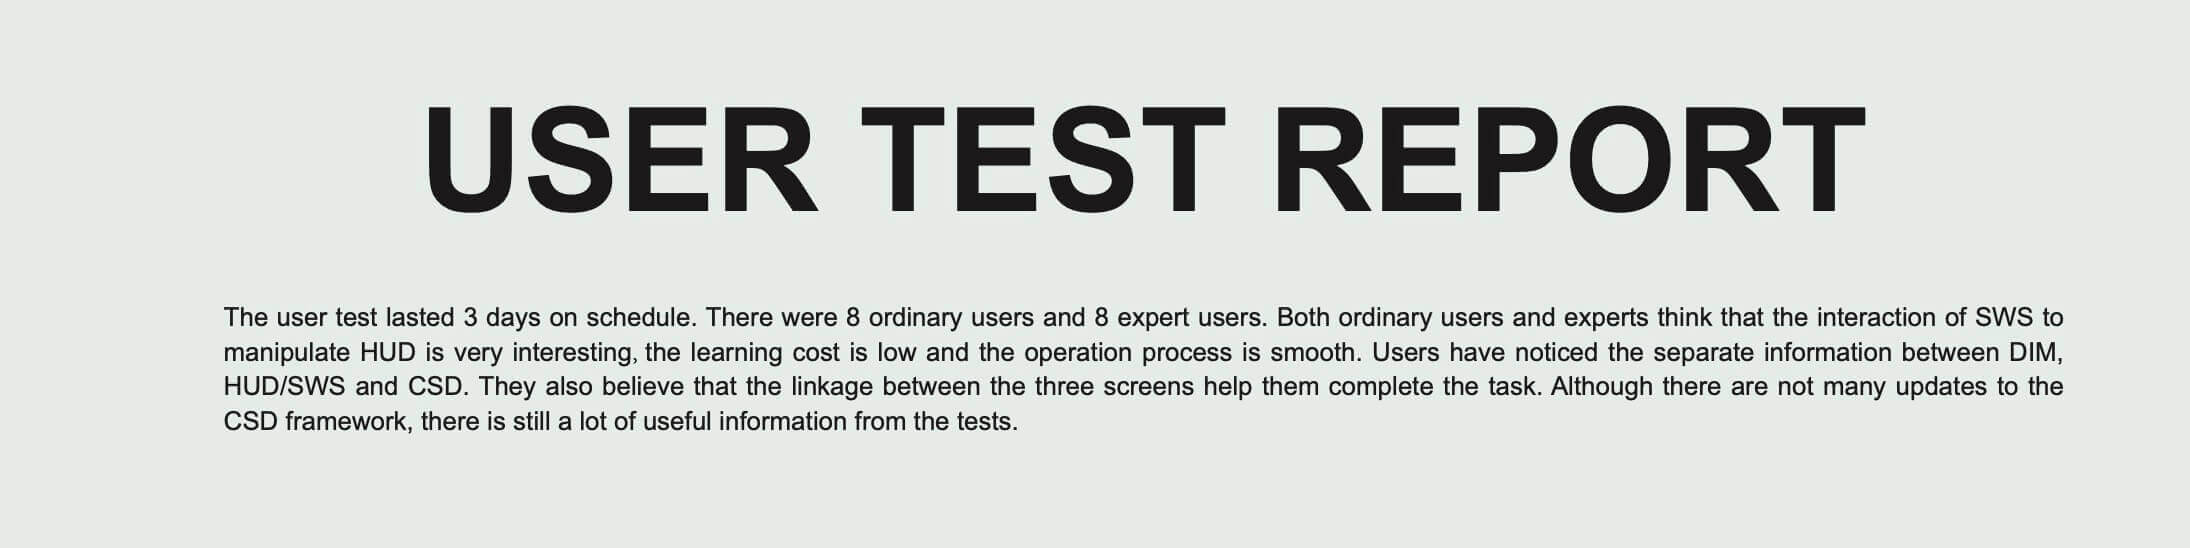 USER TEST REPORT
The user test lasted 3 days on schedule. There were 8 ordinary users and 8 expert users. Both ordinary users and experts think that the interaction of SWS to
manipulate HUD is very interesting, the learning cost is low and the operation process is smooth. Users have noticed the separate information between DIM,
HUD/SWS and CSD. They also believe that the linkage between the three screens help them complete the task. Although there are not many updates to the
CSD framework, there is still a lot of useful information from the tests.